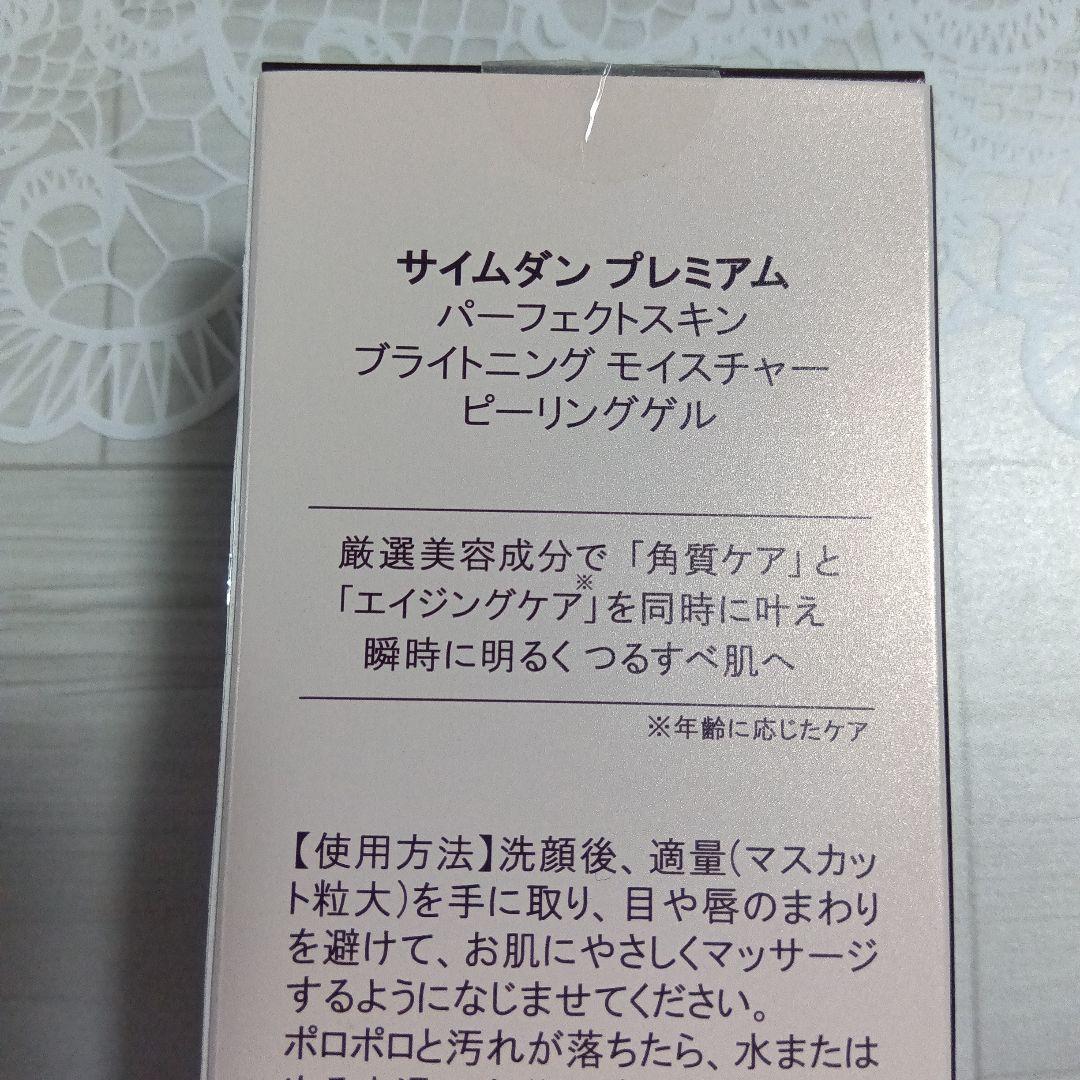 サイムダン プレミアム
パーフェクトスキン
ブライトニング モイスチャー
ピーリングゲル
厳選美容成分で「角質ケア」と
「エイジングケア※」を同時に叶え
瞬時に明るく つるすべ肌へ
※年齢に応じたケア
【使用方法】洗顔後、適量(マスカッ
ト粒大)を手に取り、目や唇のまわり
を避けて、お肌にやさしくマッサージ
するようになじませてください。
ポロポロと汚れが落ちたら、水または